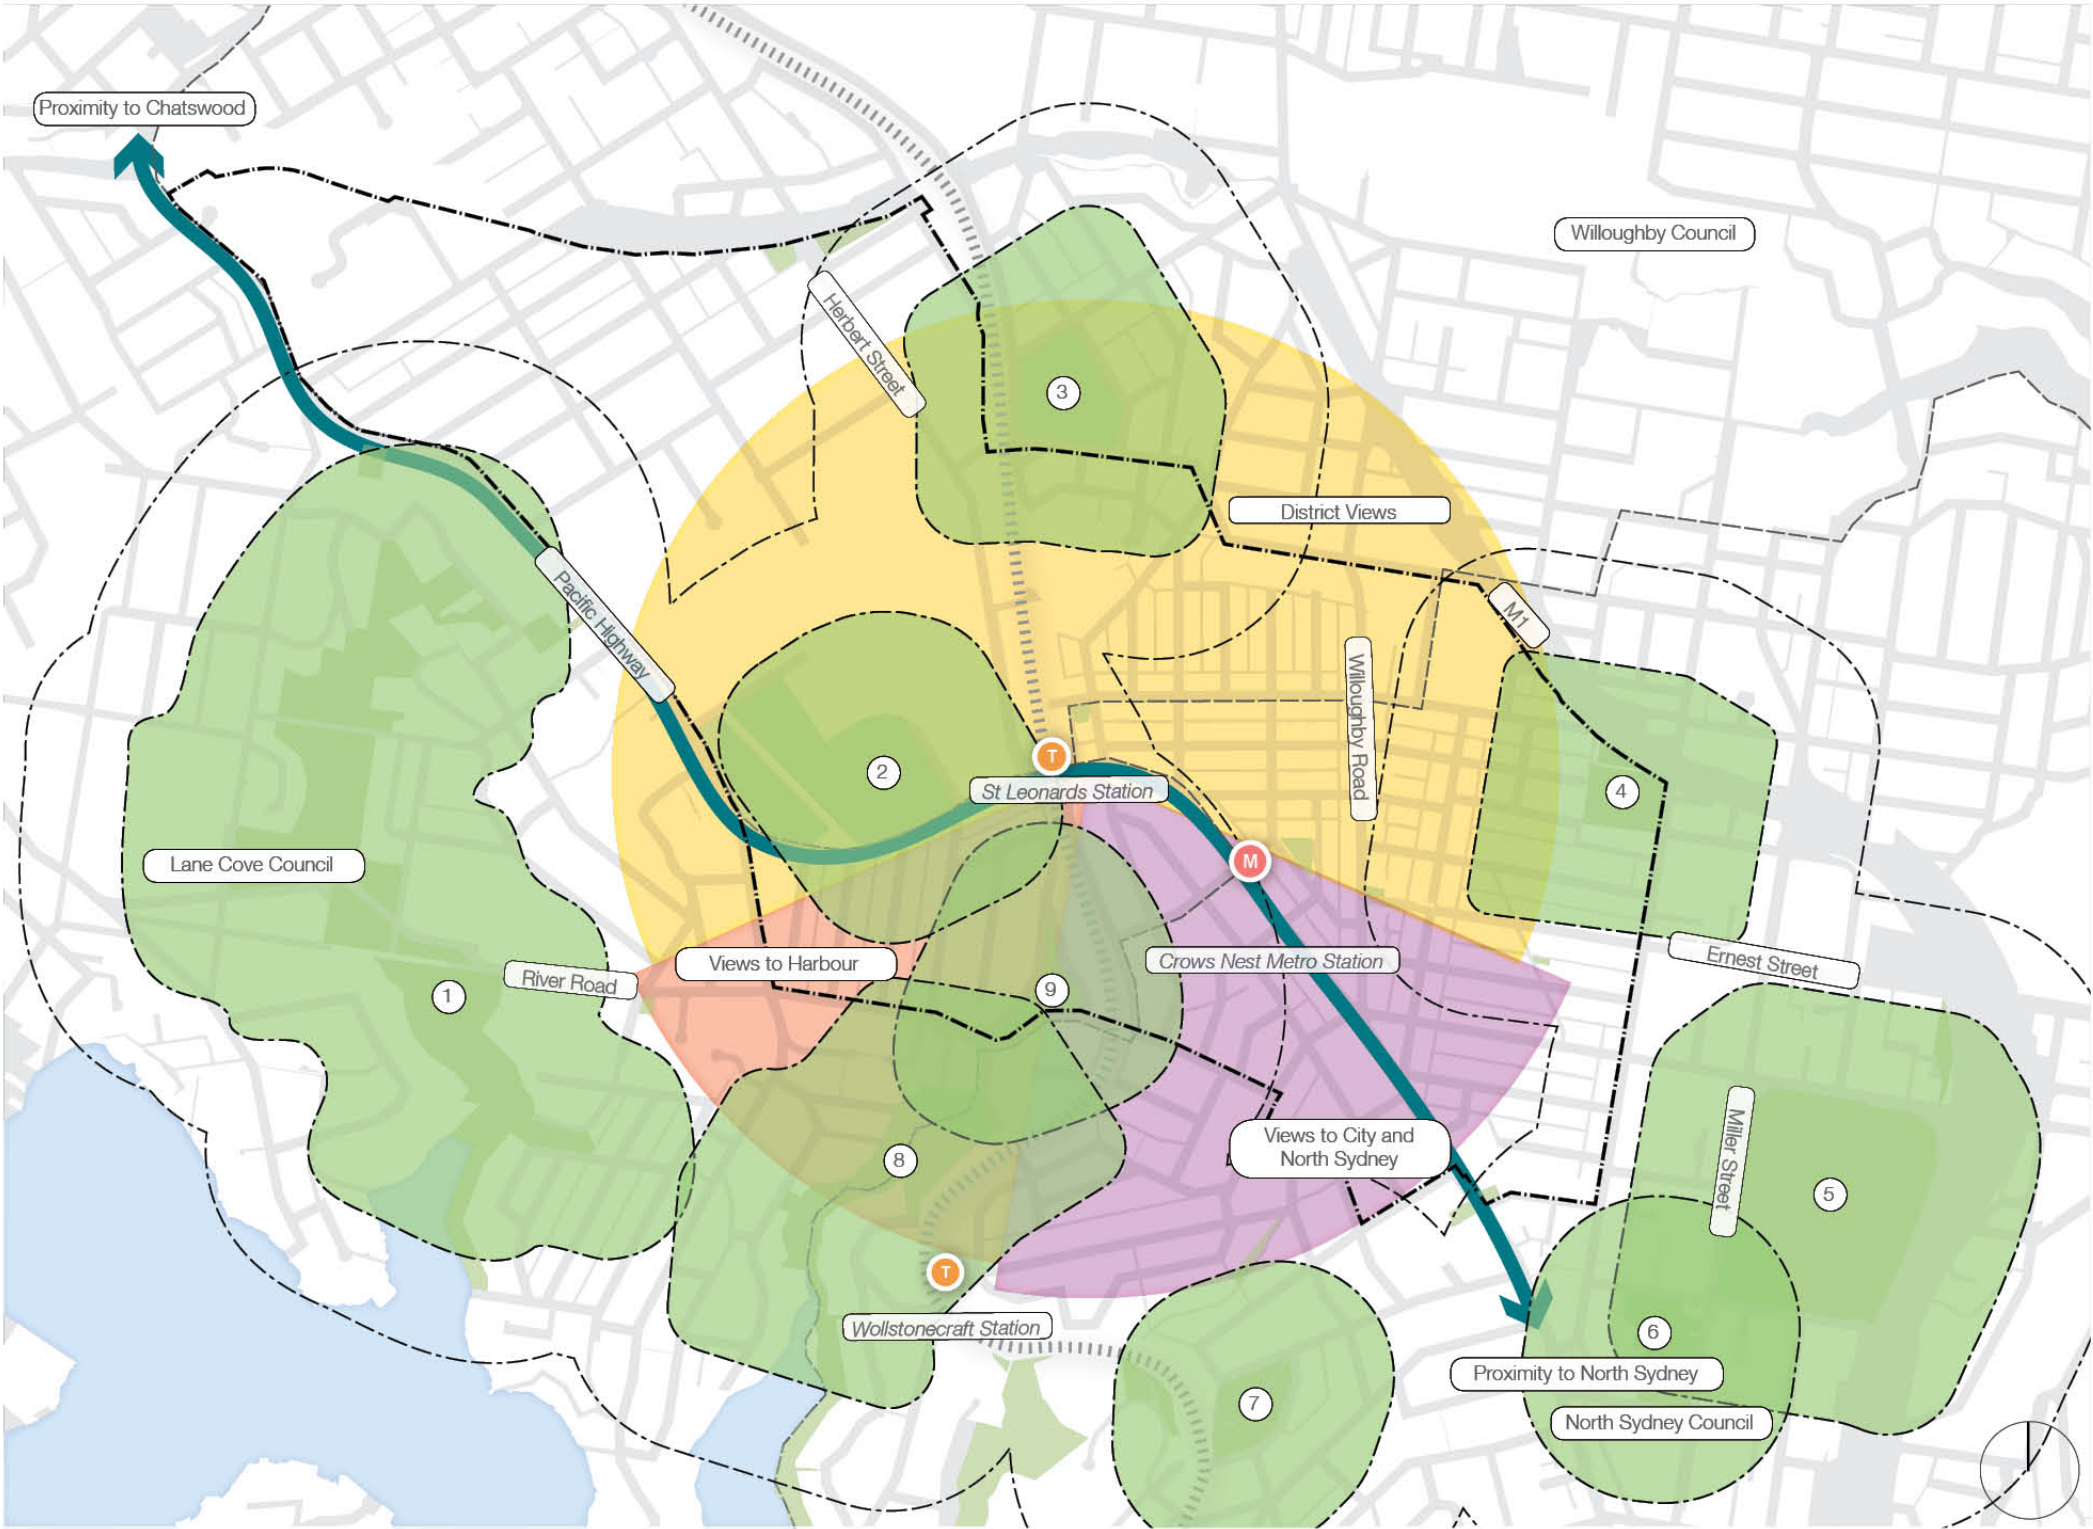 Proximity to Chatswood
Willoughby Council
Herbert Street
3
District Views
Pacific Highway
M1
Willoughby Road
T
2
St Leonards Station
4
Lane Cove Council
M
Views to Harbour
Crows Nest Metro Station
Ernest Street
River Road
1
9
Views to City and
North Sydney
Miller Street
8
5
T
Wollstonecraft Station
6
Proximity to North Sydney
7
North Sydney Council